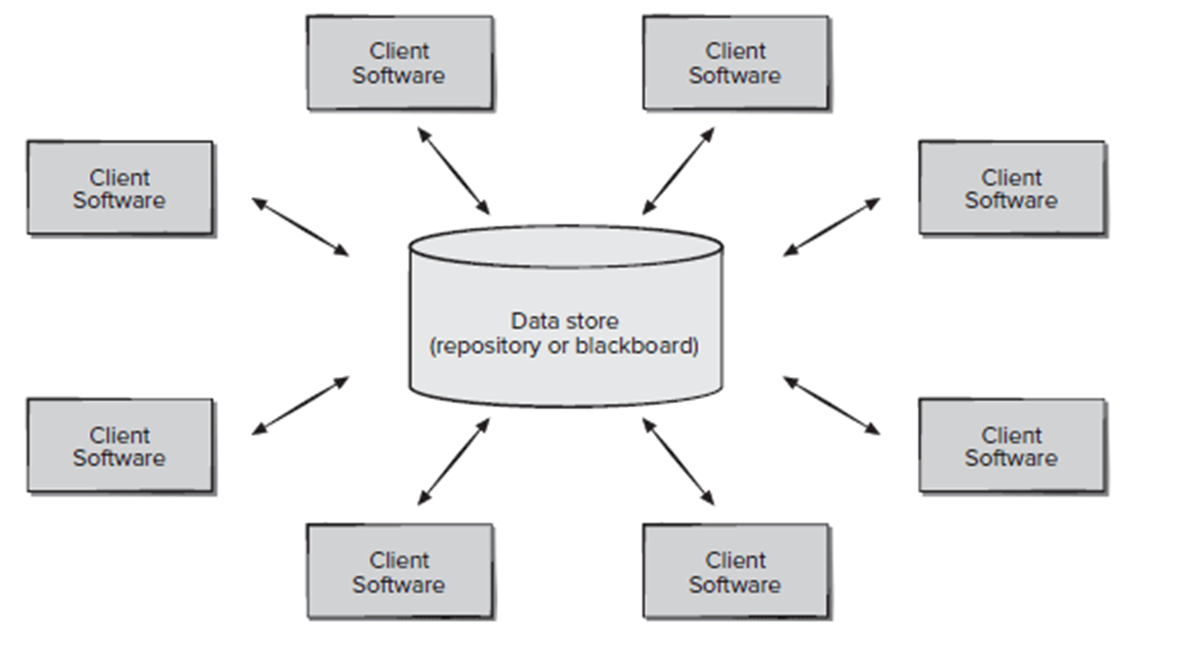 Client
Software
Client
Software
Client
Software
Client
Software
Data store
(repository or blackboard)
Client
Software
Client
Software
Client
Software
Client
Software